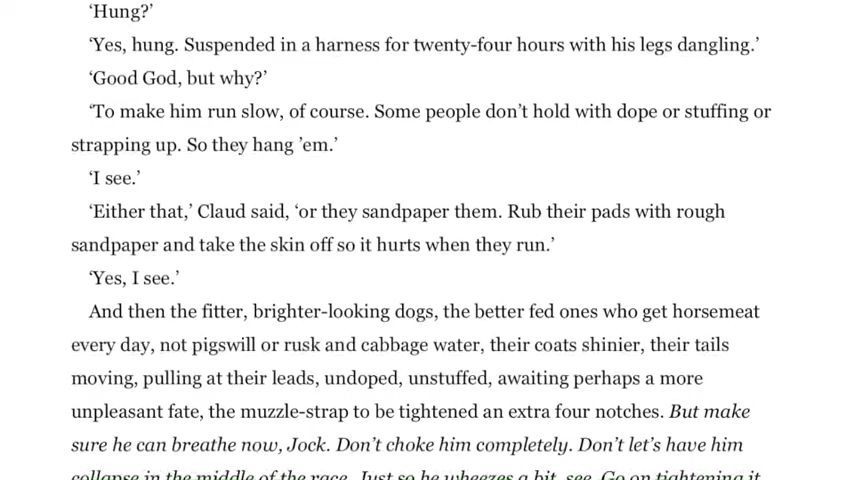 ‘Hung?’
‘Yes, hung. Suspended in a harness for twenty-four hours with his legs dangling.’
‘Good God, but why?’
‘To make him run slow, of course. Some people don’t hold with dope or stuffing or
strapping up. So they hang ’em.’
‘I see.’
‘Either that,’ Claud said, ‘or they sandpaper them. Rub their pads with rough
sandpaper and take the skin off so it hurts when they run.’
‘Yes, I see.’
And then the fitter, brighter-looking dogs, the better fed ones who get horsemeat
every day, not pigswill or rusk and cabbage water, their coats shinier, their tails
moving, pulling at their leads, undoped, unstuffed, awaiting perhaps a more
unpleasant fate, the muzzle-strap to be tightened an extra four notches. But make
sure he can breathe now, Jock. Don’t choke him completely. Don’t let’s have him
collapse in the middle of the race. Just so he wheezes a bit, see. Go on tightening it